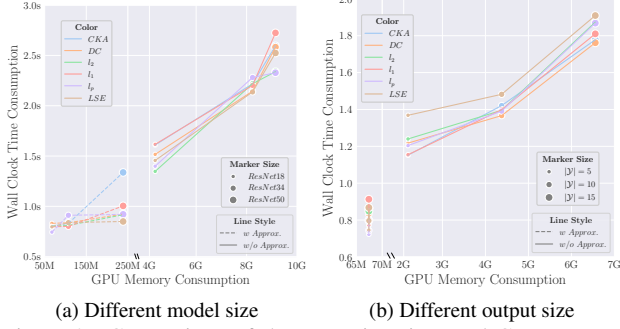 3.0s
2.5s
2.0s
1.5s
1.0s
0.5s
Wall Clock Time Consumption
Color
CKA
DC
l₂
l₁
lₚ
LSE
Marker Size
ResNet18
ResNet34
ResNet50
Line Style
w Approx.
w/o Approx.
50M 150M 250M 4G 6G 8G 10G
GPU Memory Consumption
(a) Different model size
2.0
1.8
1.6
1.4
1.2
1.0
0.8
0.6
Wall Clock Time Consumption
Color
CKA
DC
l₂
l₁
lₚ
LSE
Marker Size
|𝒴| = 5
|𝒴| = 10
|𝒴| = 15
Line Style
w Approx.
w/o Approx.
65M 70M 2G 3G 4G 5G 6G 7G
GPU Memory Consumption
(b) Different output size